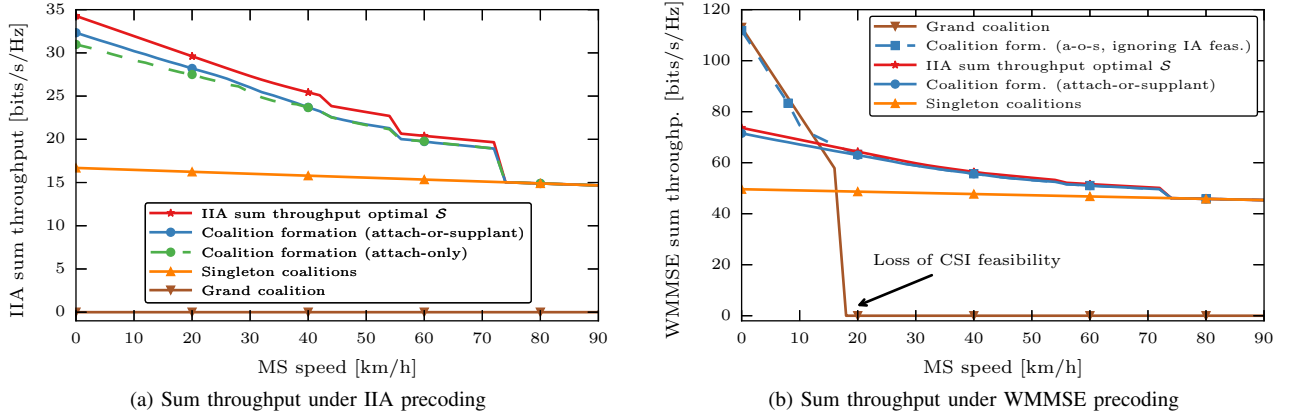 35
30
25
20
15
10
5
0
0 10 20 30 40 50 60 70 80 90
IIA sum throughput [bits/s/Hz]
MS speed [km/h]
IIA sum throughput optimal S
Coalition formation (attach-or-supplant)
Coalition formation (attach-only)
Singleton coalitions
Grand coalition
(a) Sum throughput under IIA precoding
120
100
80
60
40
20
0
0 10 20 30 40 50 60 70 80 90
WMMSE sum throughp. [bits/s/Hz]
MS speed [km/h]
Grand coalition
Coalition form. (a-o-s, ignoring IA feas.)
IIA sum throughput optimal S
Coalition form. (attach-or-supplant)
Singleton coalitions
Loss of CSI feasibility
(b) Sum throughput under WMMSE precoding